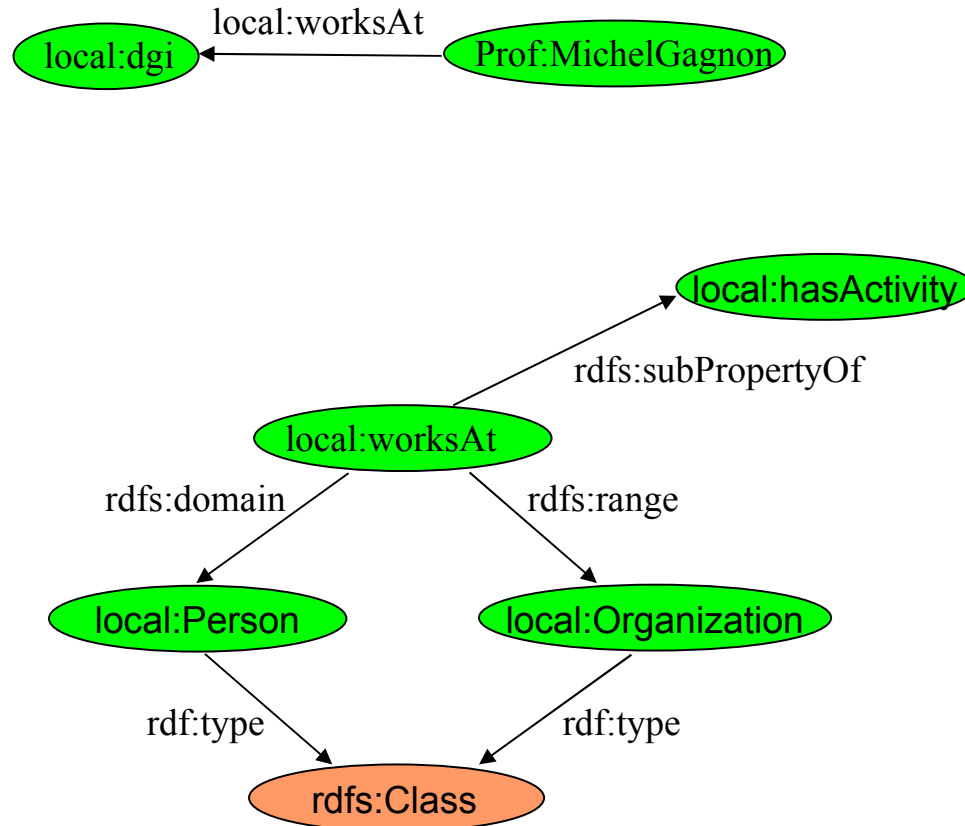 local:worksAt
local:dgi
Prof:MichelGagnon
local:hasActivity
rdfs:subPropertyOf
local:worksAt
rdfs:domain
rdfs:range
local:Person
local:Organization
rdf:type
rdf:type
rdfs:Class